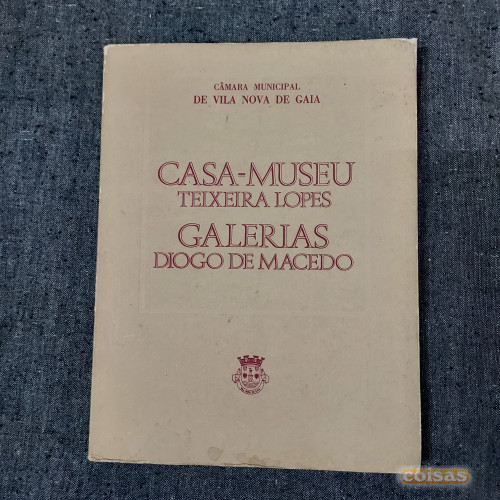 CÂMARA MUNICIPAL
DE VILA NOVA DE GAIA
CASA-MUSEU
TEIXEIRA LOPES
GALERIAS
DIOGO DE MACEDO
coisas